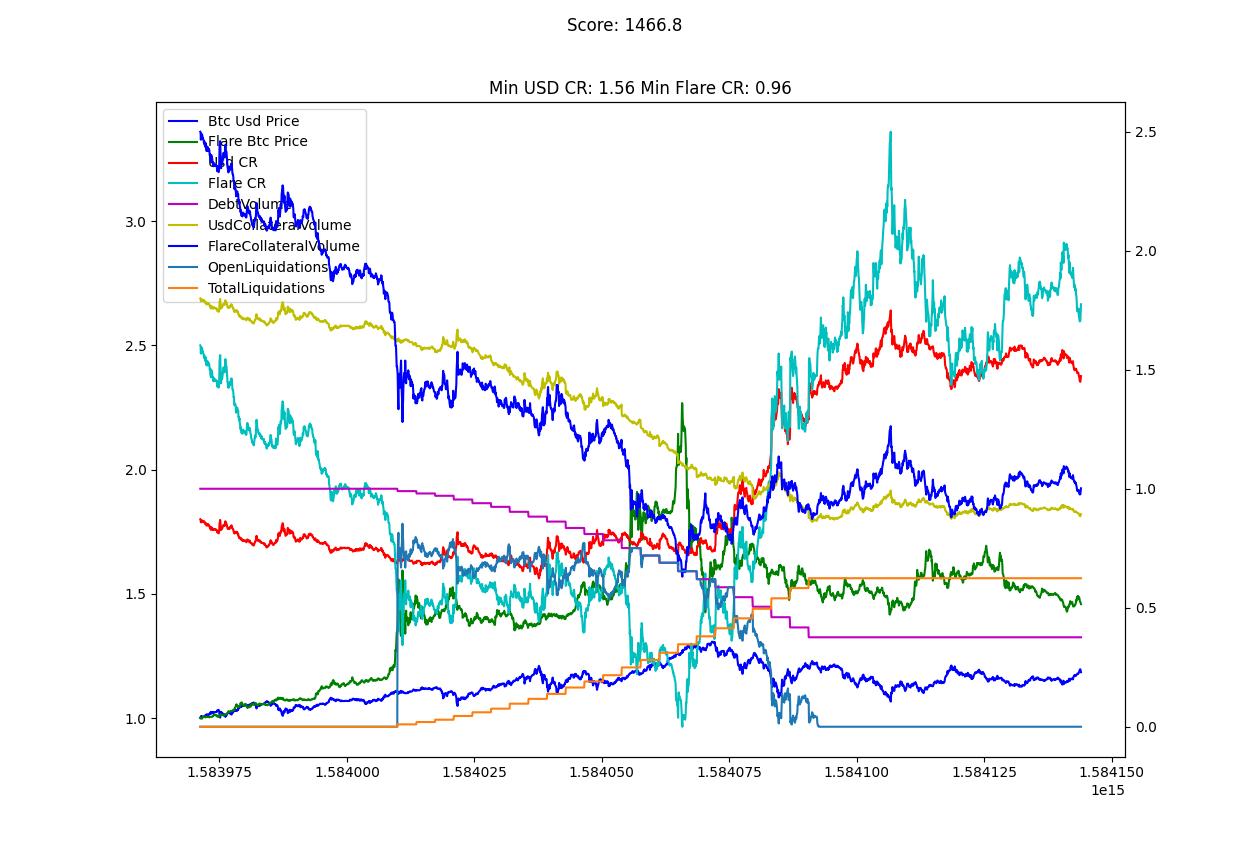 Score: 1466.8
Min USD CR: 1.56 Min Flare CR: 0.96
Btc Usd Price
Flare Btc Price
Usd CR
Flare CR
DebtVolume
UsdCollateralVolume
FlareCollateralVolume
OpenLiquidations
TotalLiquidations
3.0
2.5
2.0
1.5
1.0
2.5
2.0
1.5
1.0
0.5
0.0
1.583975
1.584000
1.584025
1.584050
1.584075
1.584100
1.584125
1.584150
1e15